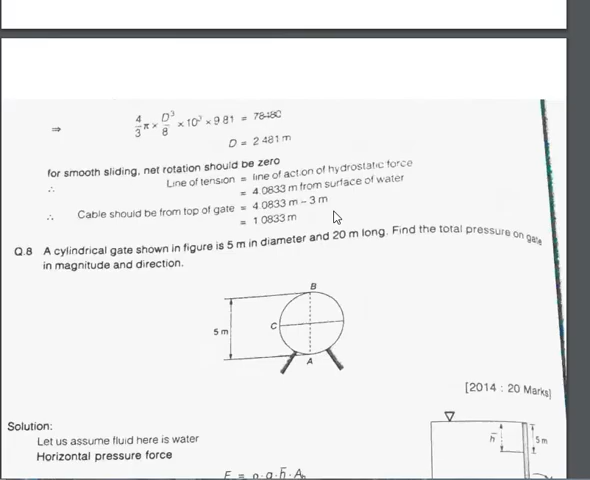 ⇒ 4/3 π × D³/8 × 10³ × 9.81 = 78480
D = 2.481 m
for smooth sliding, net rotation should be zero
∴ Line of tension = line of action of hydrostatic force
= 4.0833 m from surface of water
∴ Cable should be from top of gate = 4.0833 m – 3 m
= 1.0833 m
Q.8 A cylindrical gate shown in figure is 5 m in diameter and 20 m long. Find the total pressure on gate
in magnitude and direction.
B
5 m
C
A
[2014 : 20 Marks]
Solution:
Let us assume fluid here is water
Horizontal pressure force
h̄
5 m
F = ρ·g·h̄·Aₕ